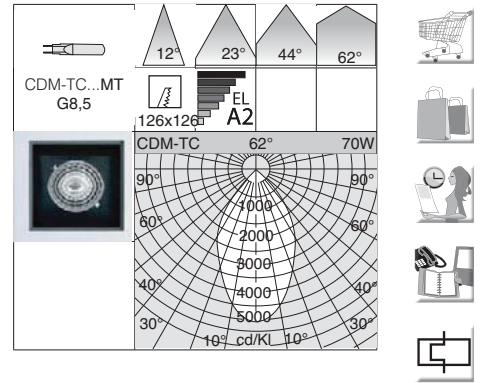 12° 23° 44° 62°
CDM-TC...MT
G8,5
126x126
EL
A2
CDM-TC 62° 70W
90° 90°
1000
60° 60°
2000
3000
40° 4000 40°
5000
30° 30°
10° cd/Kl 10°